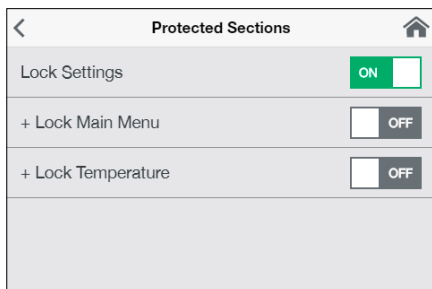 Protected Sections
Lock Settings ON
+ Lock Main Menu OFF
+ Lock Temperature OFF